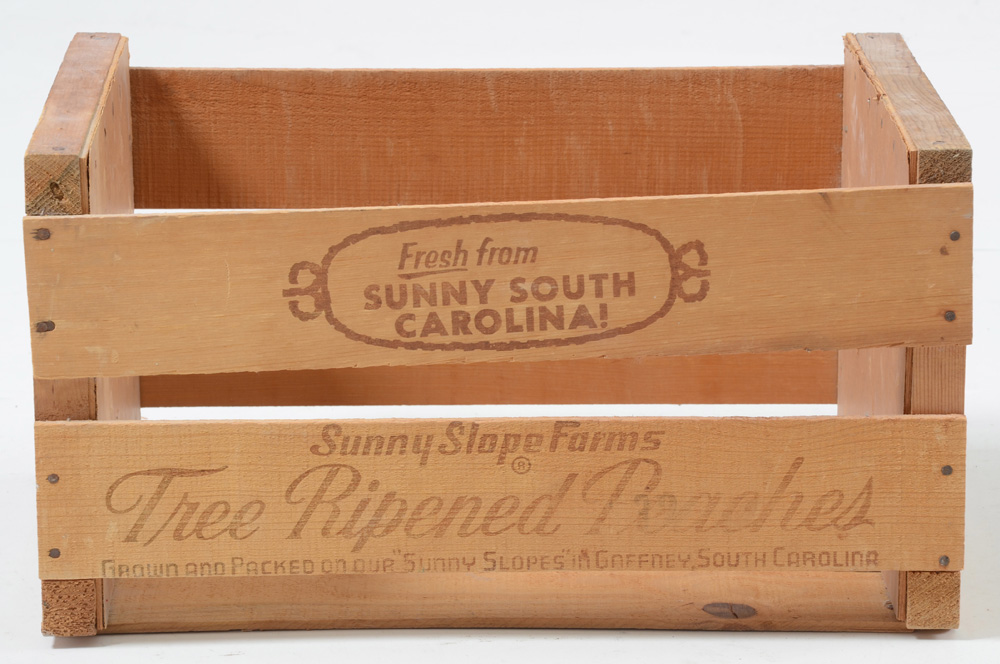 Fresh from
SUNNY SOUTH
CAROLINA!
Sunny Slope Farms
®
Tree Ripened Peaches
GROWN AND PACKED ON OUR "SUNNY SLOPES" IN GAFFNEY, SOUTH CAROLINA